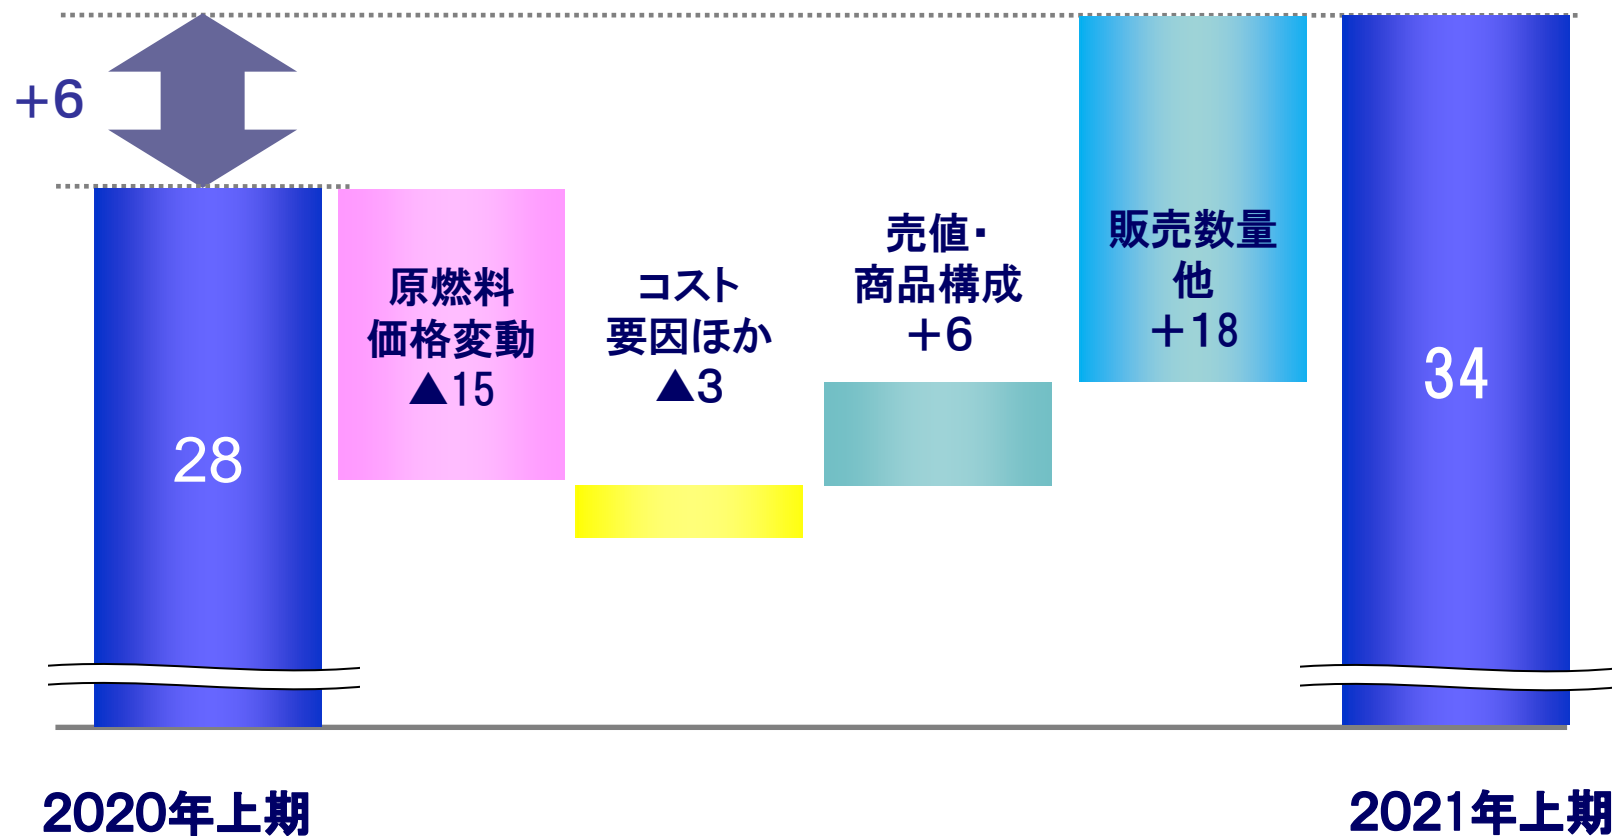 +6
28
原燃料
価格変動
▲15
コスト
要因ほか
▲3
売値・
商品構成
+6
販売数量
他
+18
34
2020年上期
2021年上期